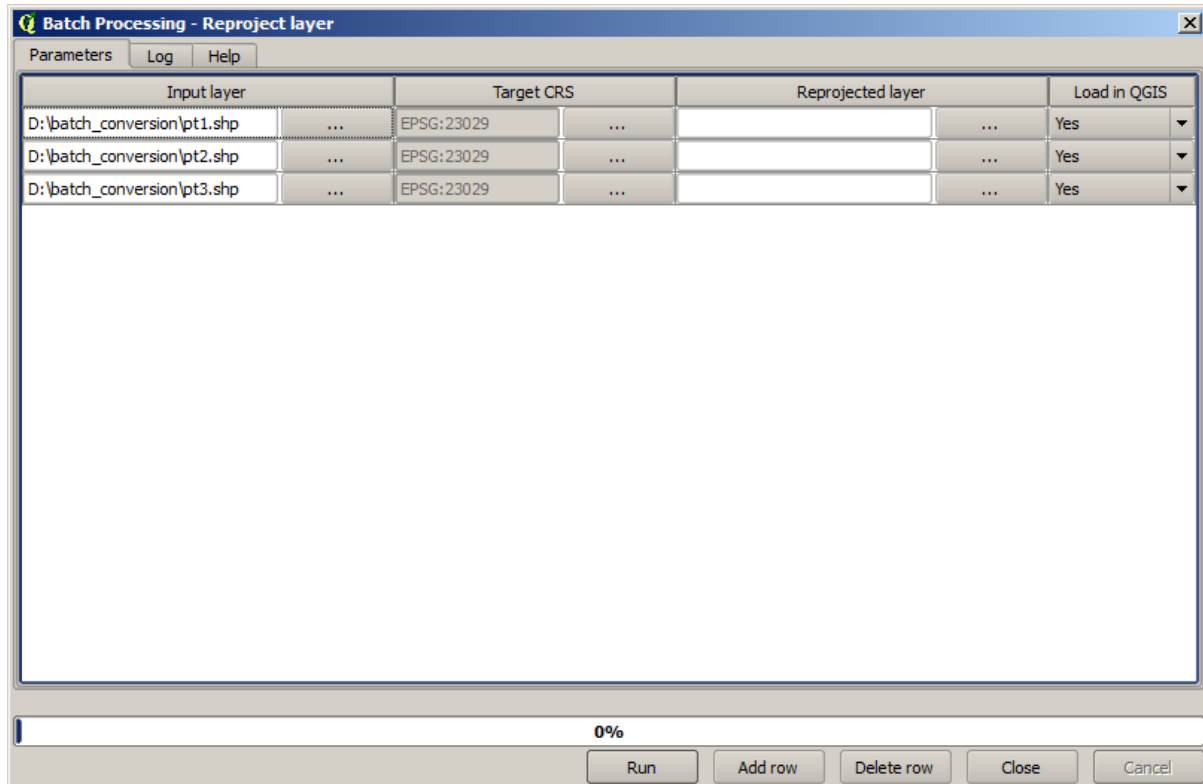 Batch Processing - Reproject layer
Parameters Log Help
Input layer Target CRS Reprojected layer Load in QGIS
D:\batch_conversion\pt1.shp ... EPSG:23029 ... ... Yes
D:\batch_conversion\pt2.shp ... EPSG:23029 ... ... Yes
D:\batch_conversion\pt3.shp ... EPSG:23029 ... ... Yes
0%
Run Add row Delete row Close Cancel